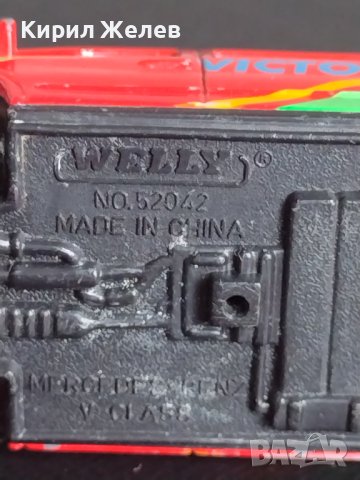 Кирил Желев
VICTO
WELLY®
NO.52042
MADE IN CHINA
MERCEDES-BENZ
V-CLASS
BAZAR